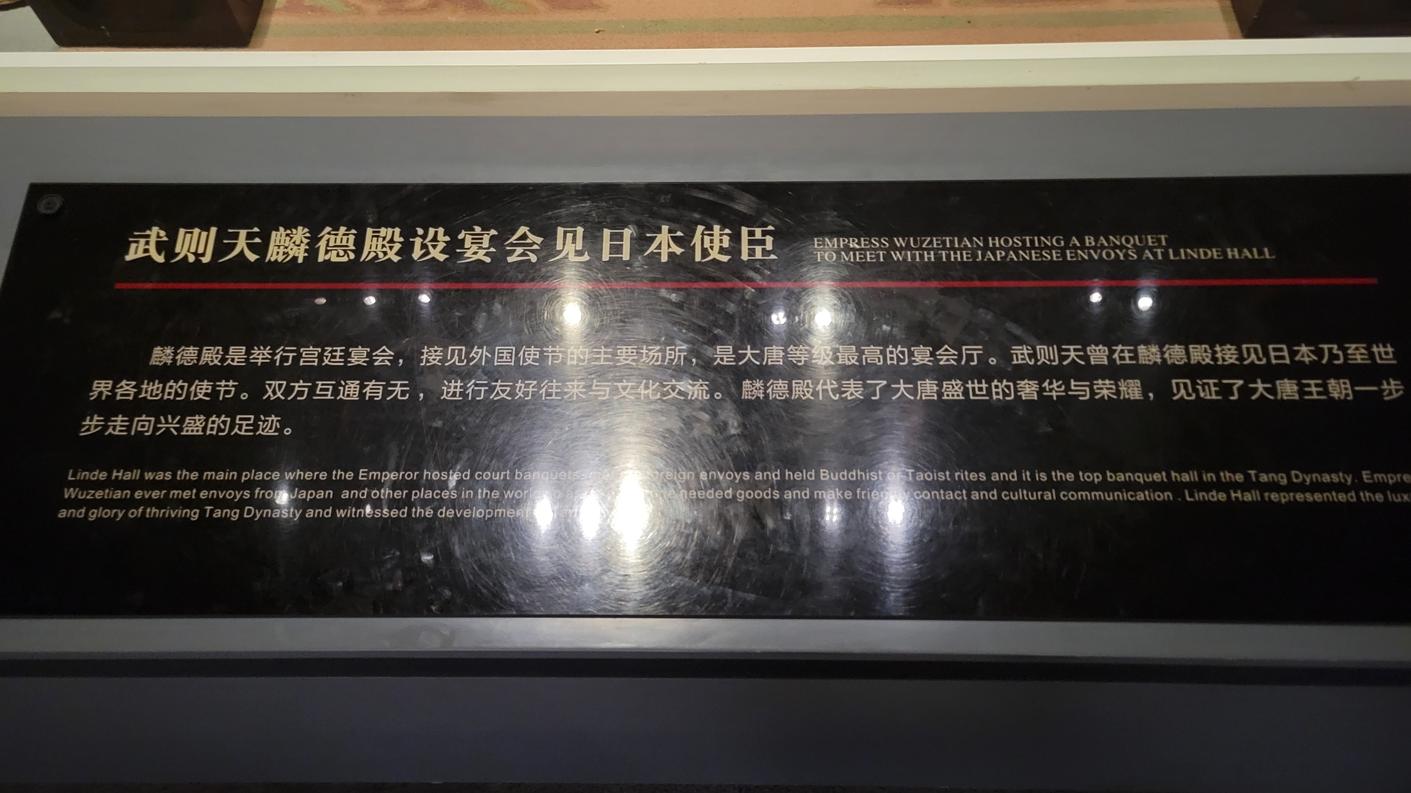 武则天麟德殿设宴会见日本使臣
EMPRESS WUZETIAN HOSTING A BANQUET
TO MEET WITH THE JAPANESE ENVOYS AT LINDE HALL
麟德殿是举行宫廷宴会，接见外国使节的主要场所，是大唐等级最高的宴会厅。武则天曾在麟德殿接见日本乃至世
界各地的使节。双方互通有无，进行友好往来与文化交流。麟德殿代表了大唐盛世的奢华与荣耀，见证了大唐王朝一步
步走向兴盛的足迹。
Linde Hall was the main place where the Emperor hosted court banquets foreign envoys and held Buddhist or Taoist rites and it is the top banquet hall in the Tang Dynasty. Empre
Wuzetian ever met envoys from Japan and other places in the world needed goods and make friendly contact and cultural communication . Linde Hall represented the lux
and glory of thriving Tang Dynasty and witnessed the development